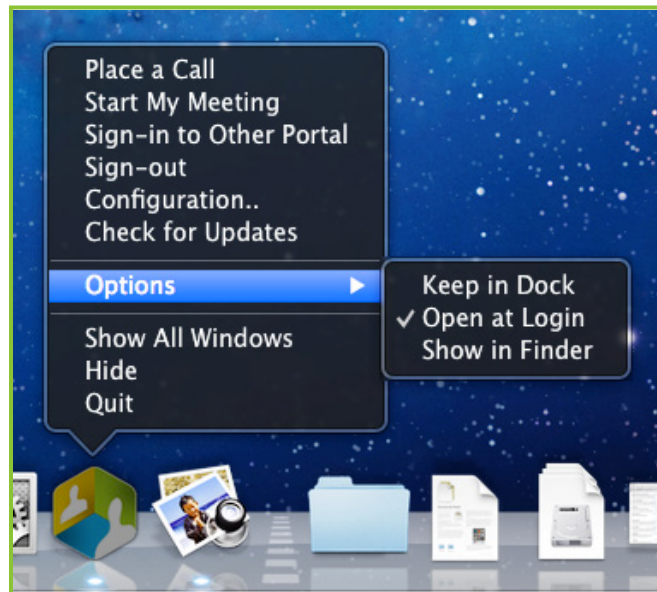 Place a Call
Start My Meeting
Sign-in to Other Portal
Sign-out
Configuration..
Check for Updates
Options
Keep in Dock
Open at Login
Show in Finder
Show All Windows
Hide
Quit